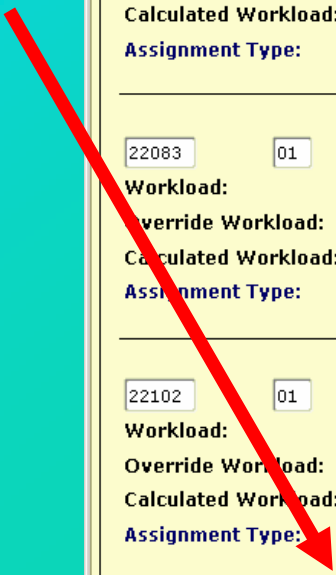 Calculated Workload:
Assignment Type:
22083 01
Workload:
Override Workload:
Calculated Workload:
Assignment Type:
22102 01
Workload:
Override Workload:
Calculated Workload:
Assignment Type: